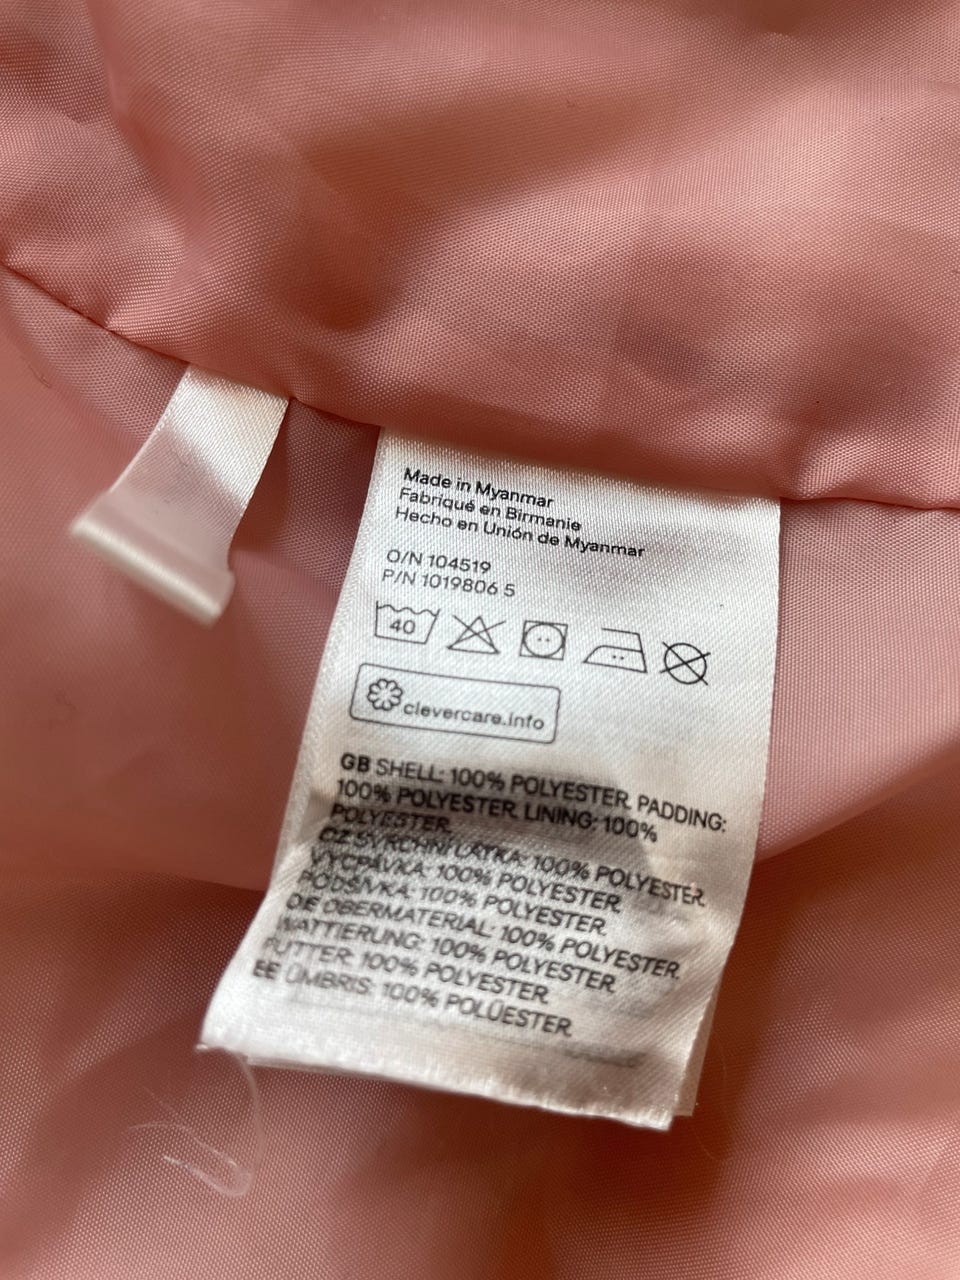 Made in Myanmar
Fabriqué en Birmanie
Hecho en Unión de Myanmar
O/N 104519
P/N 1019806 5
40
clevercare.info
GB SHELL: 100% POLYESTER. PADDING:
100% POLYESTER. LINING: 100%
POLYESTER.
CZ SVRCHNÍ LÁTKA: 100% POLYESTER.
VYCPÁVKA: 100% POLYESTER.
PODŠÍVKA: 100% POLYESTER.
DE OBERMATERIAL: 100% POLYESTER.
WATTIERUNG: 100% POLYESTER.
FUTTER: 100% POLYESTER.
EE ÜMBRIS: 100% POLÜESTER.